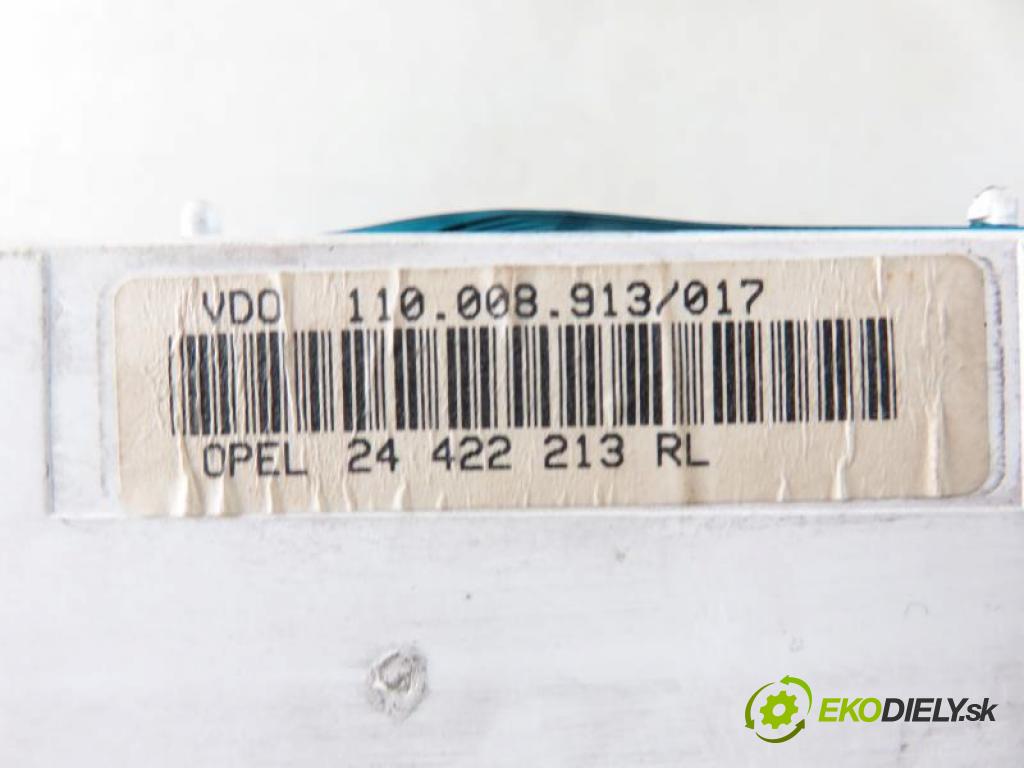 VDO 110.008.913/017
OPEL 24 422 213 RL
EKODIELY.sk